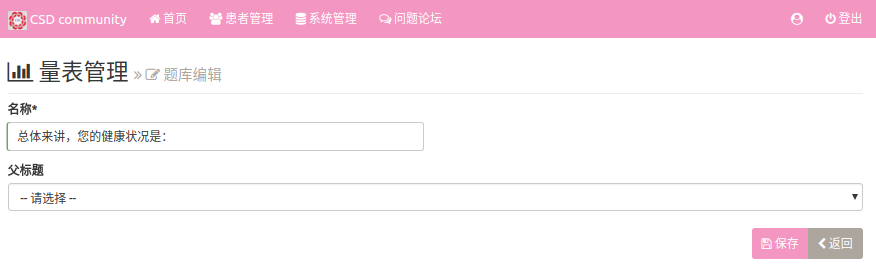 CSD community 首页 患者管理 系统管理 问题论坛 登出
量表管理 » 题库编辑
名称*
总体来讲，您的健康状况是：
父标题
-- 请选择 --
保存 返回